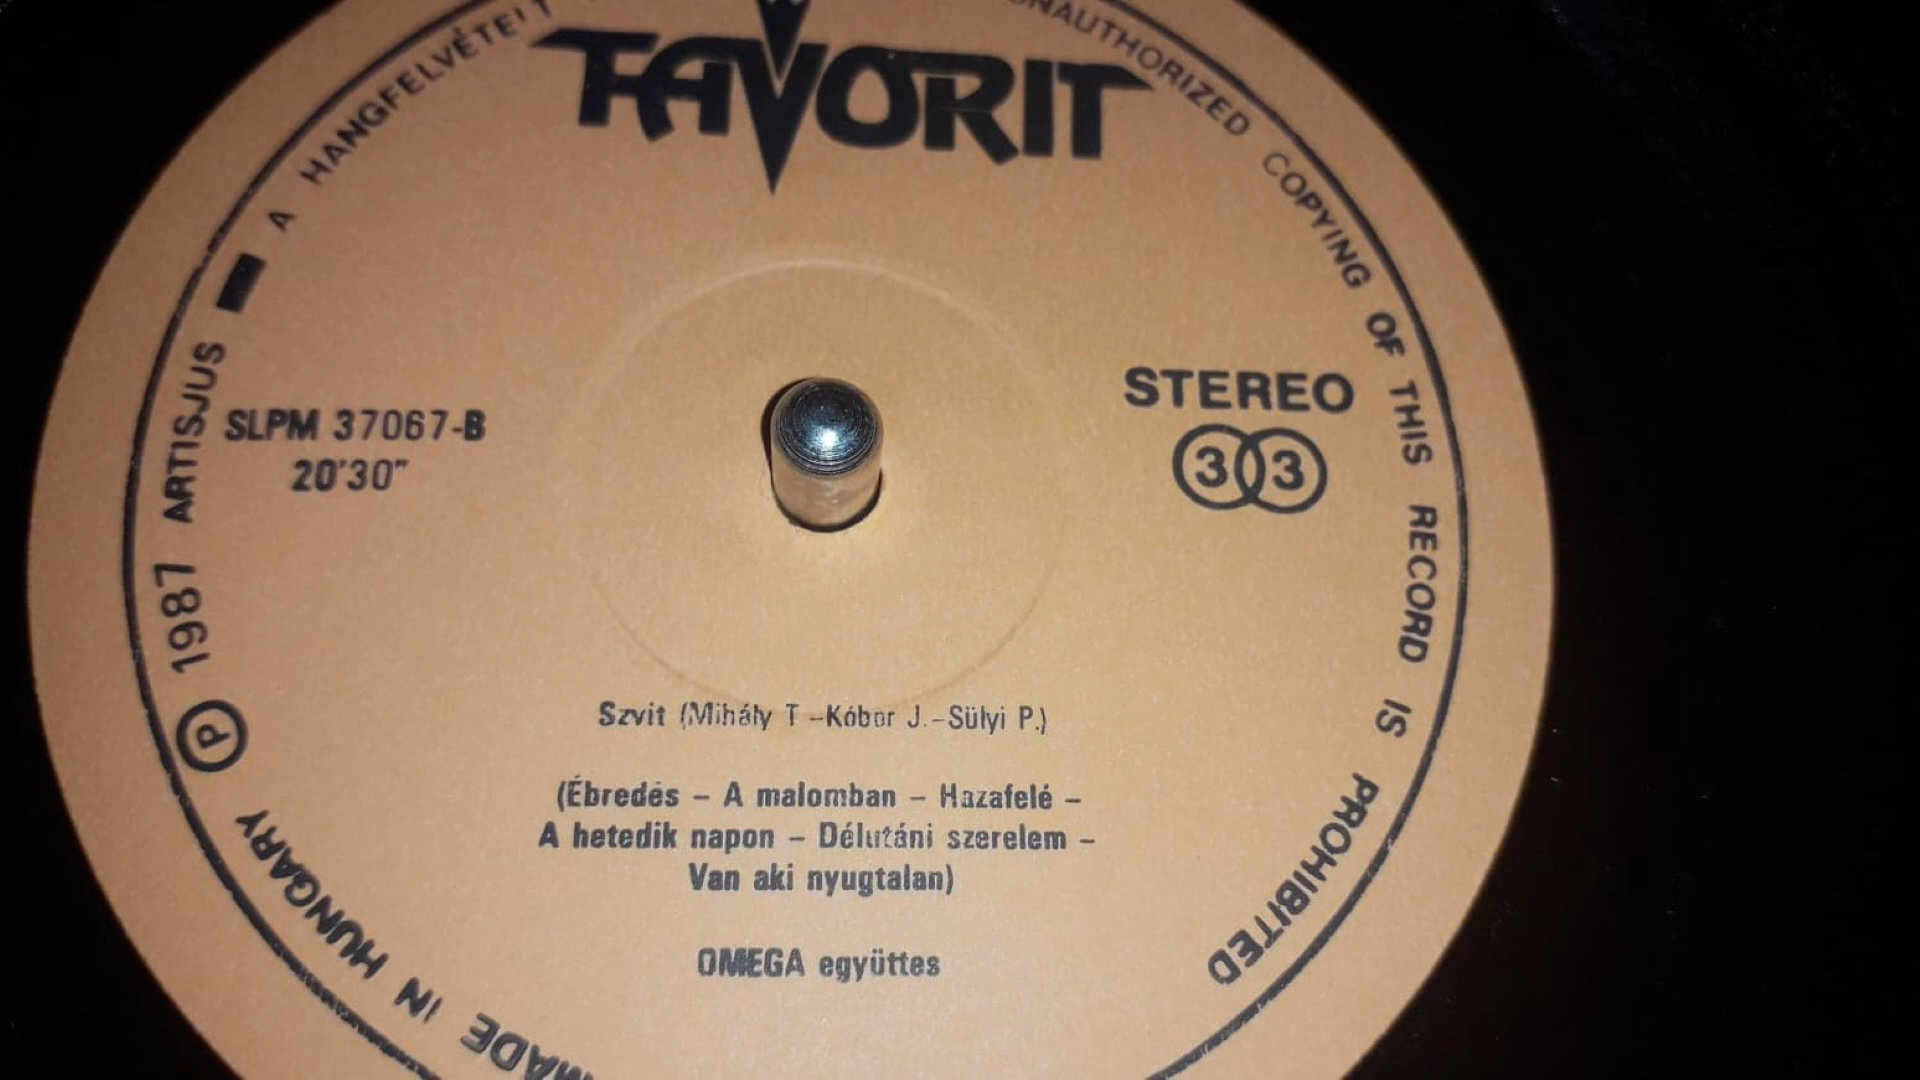 FAVORIT
SLPM 37067-B
20'30"
STEREO
33
Szvit (Mihály T -Kóbor J.-Sülyi P.)
(Ébredés – A malomban – Hazafelé –
A hetedik napon – Délutáni szerelem –
Van aki nyugtalan)
OMEGA együttes
MADE IN HUNGARY Ⓟ 1987 ARTISJUS ■ A HANGFELVÉTELT
UNAUTHORIZED COPYING OF THIS RECORD IS PROHIBITED